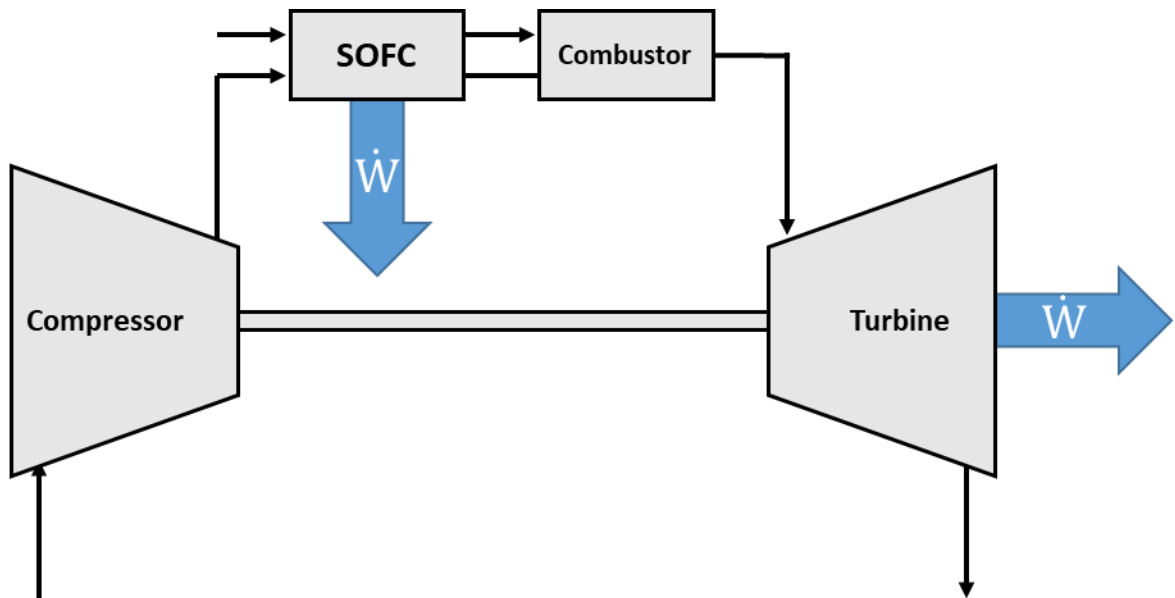 SOFC
Combustor
Ẇ
Compressor
Turbine
Ẇ